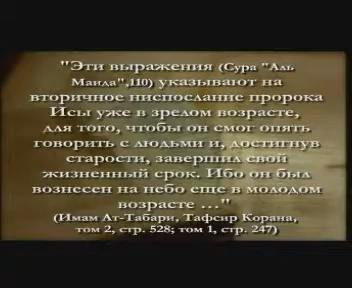 "Эти выражения (Сура "Аль
Маида",110) указывают на
вторичное ниспослание пророка
Исы уже в зрелом возрасте,
для того, чтобы он смог опять
говорить с людьми и, достигнув
старости, завершил свой
жизненный срок. Ибо он был
вознесен на небо еще в молодом
возрасте ..."
(Имам Ат-Табари, Тафсир Корана,
том 2, стр. 528; том 1, стр. 247)